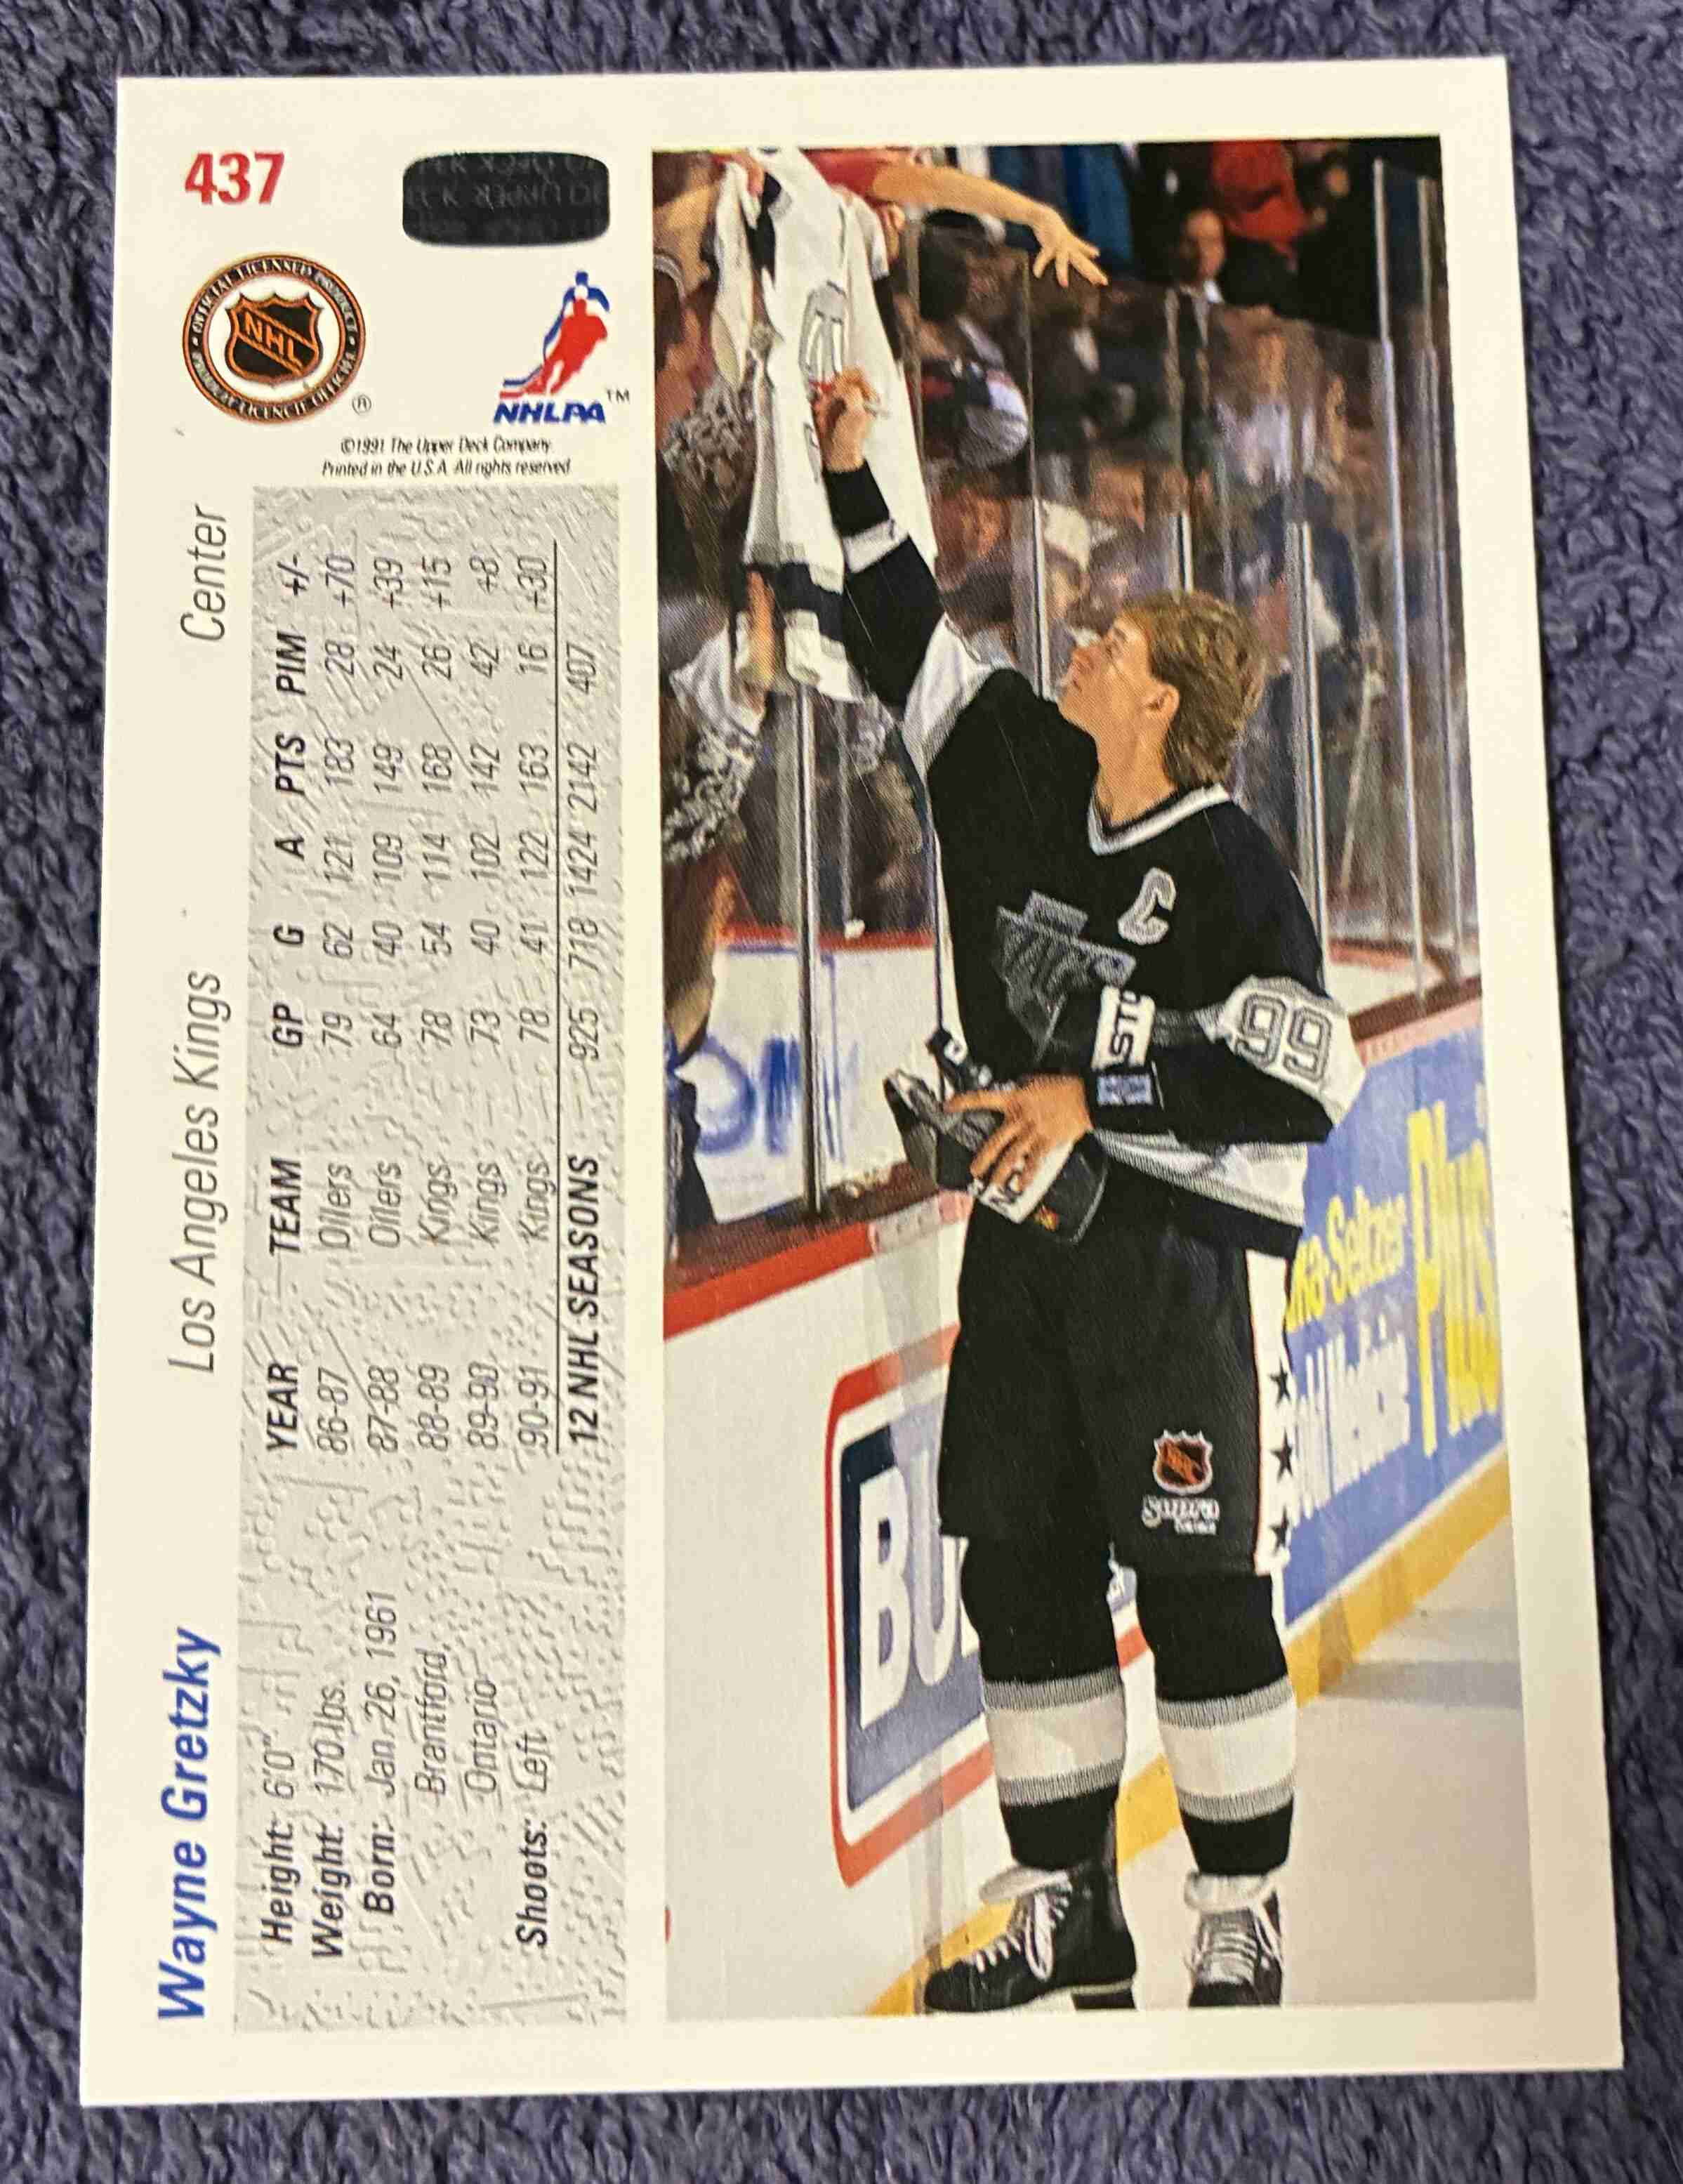 Wayne Gretzky Los Angeles Kings Center 437
Height: 6'0"
Weight: 170 lbs.
Born: Jan. 26, 1961
Brantford,
Ontario
Shoots: Left
YEAR TEAM GP G A PTS PIM +/-
86-87 Oilers 79 62 121 183 28 +70
87-88 Oilers 64 40 109 149 24 +39
88-89 Kings 78 54 114 168 26 +15
89-90 Kings 73 40 102 142 42 +8
90-91 Kings 78 41 122 163 16 +30
12 NHL SEASONS 925 718 1424 2142 407
©1991 The Upper Deck Company.
Printed in the U.S.A. All rights reserved.
NHL
®
NHLPA™
UPPER
C
KINGS
99
NHL
Plus